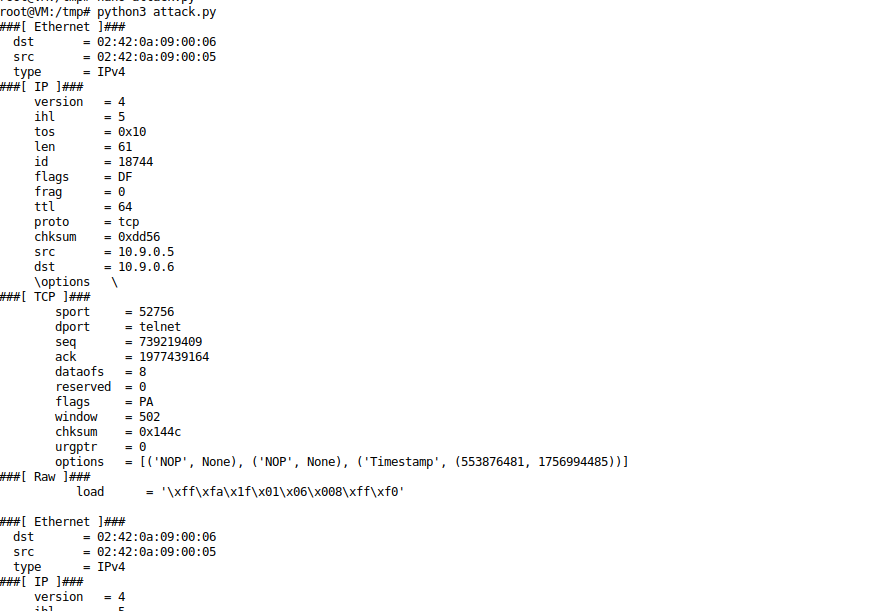 root@VM:/tmp# python3 attack.py
###[ Ethernet ]###
  dst       = 02:42:0a:09:00:06
  src       = 02:42:0a:09:00:05
  type      = IPv4
###[ IP ]###
     version   = 4
     ihl       = 5
     tos       = 0x10
     len       = 61
     id        = 18744
     flags     = DF
     frag      = 0
     ttl       = 64
     proto     = tcp
     chksum    = 0xdd56
     src       = 10.9.0.5
     dst       = 10.9.0.6
     \options   \
###[ TCP ]###
        sport     = 52756
        dport     = telnet
        seq       = 739219409
        ack       = 1977439164
        dataofs   = 8
        reserved  = 0
        flags     = PA
        window    = 502
        chksum    = 0x144c
        urgptr    = 0
        options   = [('NOP', None), ('NOP', None), ('Timestamp', (553876481, 1756994485))]
###[ Raw ]###
           load      = '\xff\xfa\x1f\x01\x06\x008\xff\xf0'

###[ Ethernet ]###
  dst       = 02:42:0a:09:00:06
  src       = 02:42:0a:09:00:05
  type      = IPv4
###[ IP ]###
     version   = 4